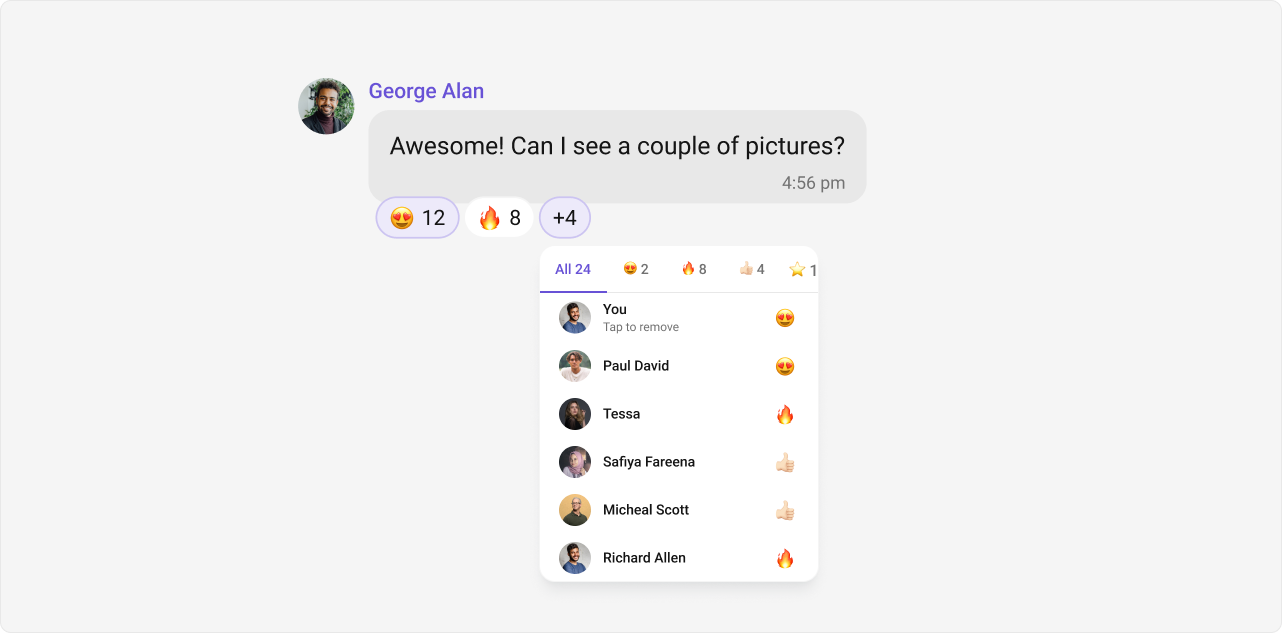 George Alan
Awesome! Can I see a couple of pictures?
4:56 pm
😍 12 🔥 8 +4
All 24 😍 2 🔥 8 👍🏻 4 ⭐ 1
You
Tap to remove
Paul David
Tessa
Safiya Fareena
Micheal Scott
Richard Allen